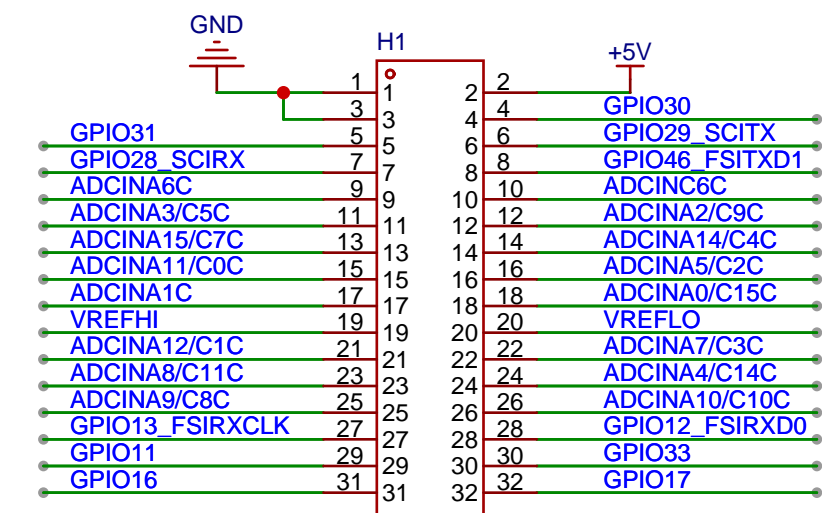 GND
H1
+5V
1 1 2 2
3 3 4 4 GPIO30
GPIO31 5 5 6 6 GPIO29_SCITX
GPIO28_SCIRX 7 7 8 8 GPIO46_FSITXD1
ADCINA6C 9 9 10 10 ADCINC6C
ADCINA3/C5C 11 11 12 12 ADCINA2/C9C
ADCINA15/C7C 13 13 14 14 ADCINA14/C4C
ADCINA11/C0C 15 15 16 16 ADCINA5/C2C
ADCINA1C 17 17 18 18 ADCINA0/C15C
VREFHI 19 19 20 20 VREFLO
ADCINA12/C1C 21 21 22 22 ADCINA7/C3C
ADCINA8/C11C 23 23 24 24 ADCINA4/C14C
ADCINA9/C8C 25 25 26 26 ADCINA10/C10C
GPIO13_FSIRXCLK 27 27 28 28 GPIO12_FSIRXD0
GPIO11 29 29 30 30 GPIO33
GPIO16 31 31 32 32 GPIO17